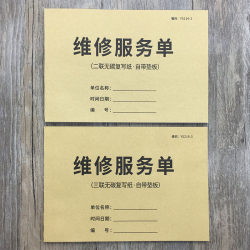 维修服务单
(二联无碳复写纸·自带垫板)
单位名称:
时间日期:
编 号:
维修服务单
(三联无碳复写纸·自带垫板)
单位名称:
时间日期:
编 号: